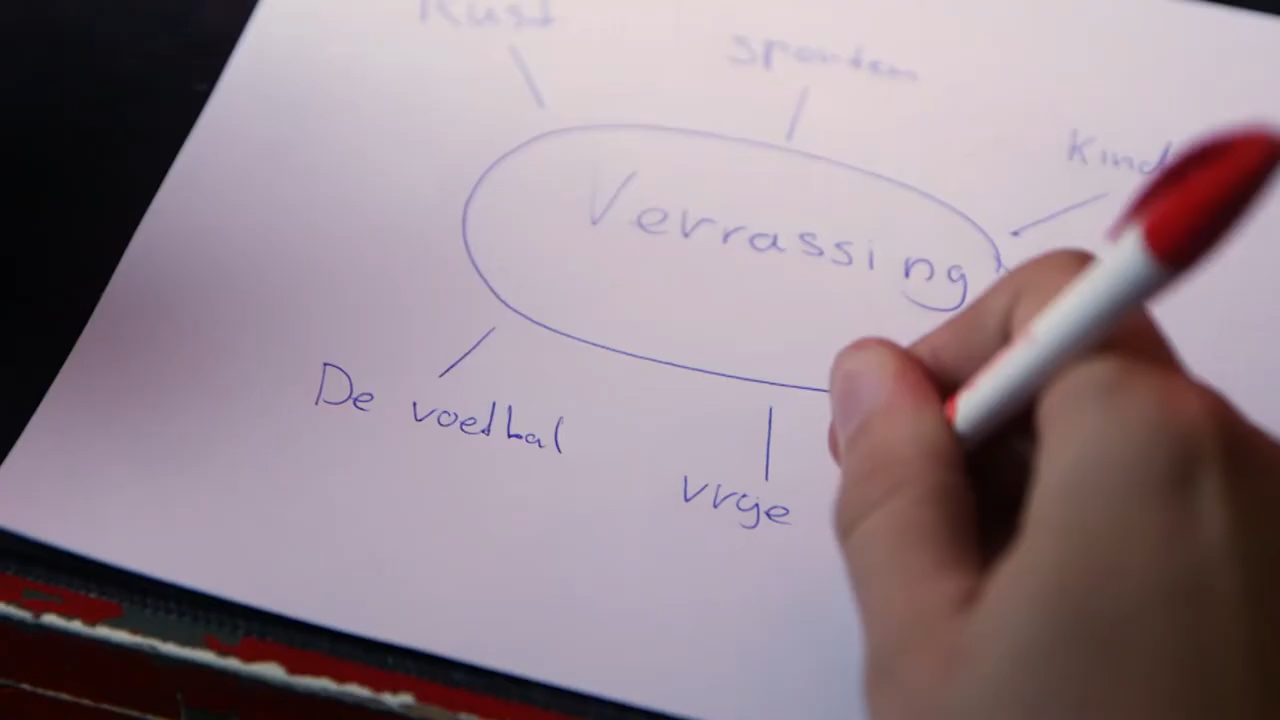 Rust
sporten
Kind
Verrassing
De voetbal
vrije